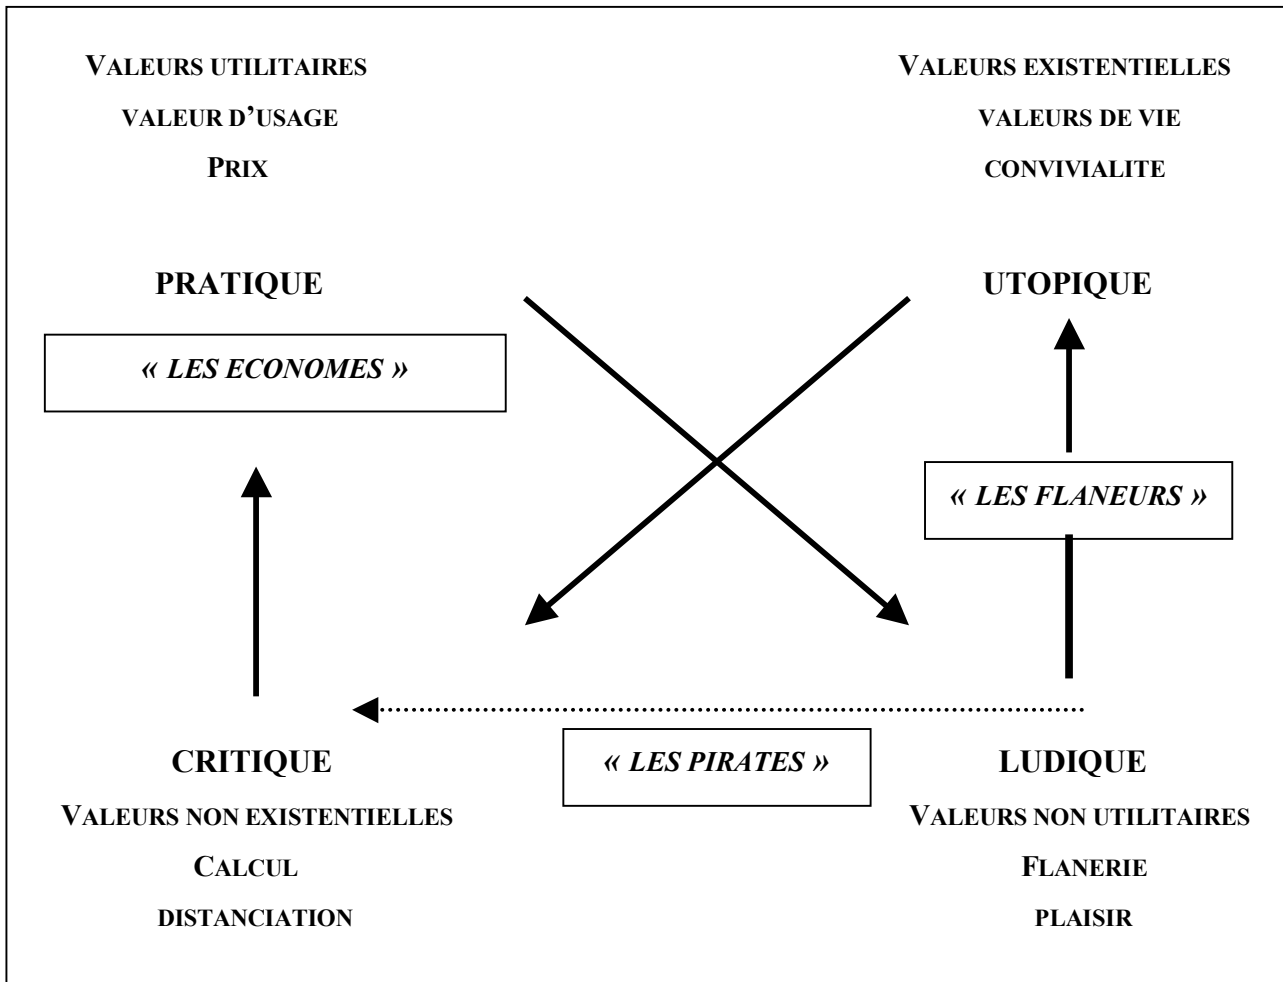 VALEURS UTILITAIRES
VALEUR D'USAGE
PRIX
VALEURS EXISTENTIELLES
VALEURS DE VIE
CONVIVIALITE
PRATIQUE
UTOPIQUE
« LES ECONOMES »
« LES FLANEURS »
« LES PIRATES »
CRITIQUE
VALEURS NON EXISTENTIELLES
CALCUL
DISTANCIATION
LUDIQUE
VALEURS NON UTILITAIRES
FLANERIE
PLAISIR